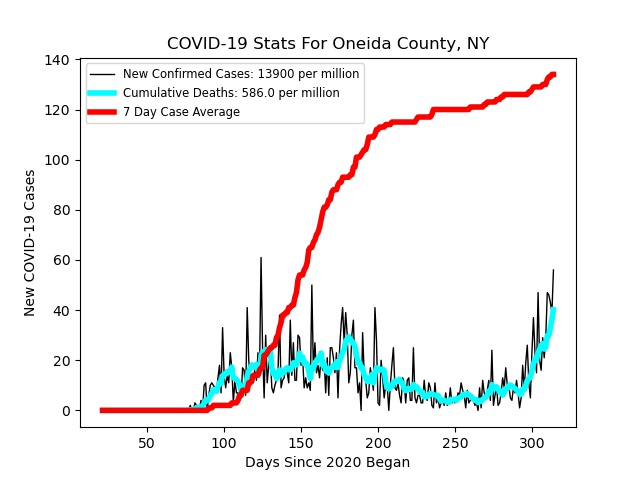 COVID-19 Stats For Oneida County, NY
New Confirmed Cases: 13900 per million
Cumulative Deaths: 586.0 per million
7 Day Case Average
140
120
100
80
60
40
20
0
New COVID-19 Cases
50 100 150 200 250 300
Days Since 2020 Began